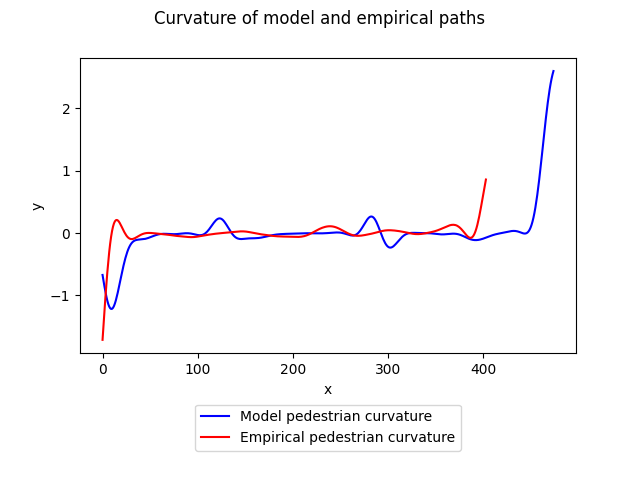 Curvature of model and empirical paths
2
1
0
−1
y
0 100 200 300 400
x
Model pedestrian curvature
Empirical pedestrian curvature